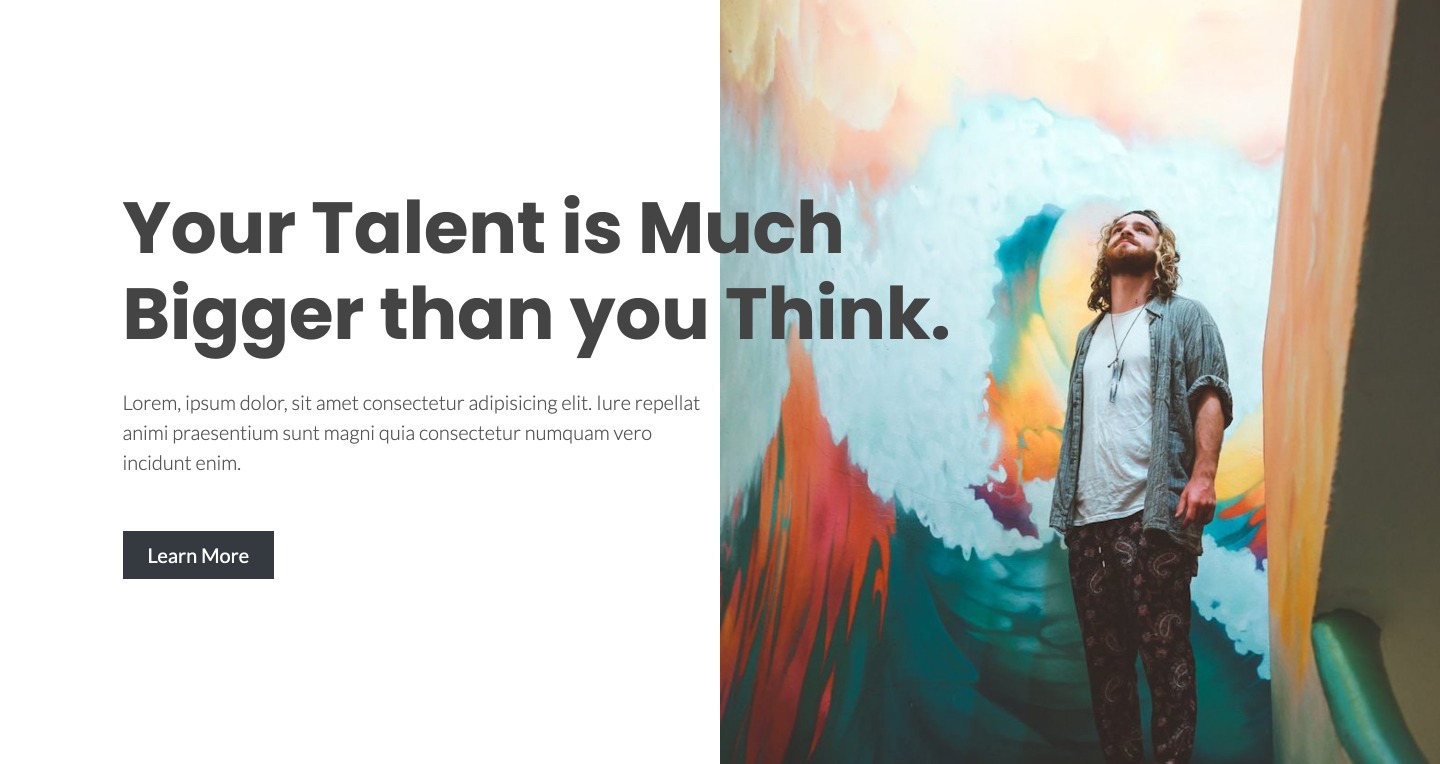 Your Talent is Much
Bigger than you Think.
Lorem, ipsum dolor, sit amet consectetur adipisicing elit. Iure repellat
animi praesentium sunt magni quia consectetur numquam vero
incidunt enim.
Learn More